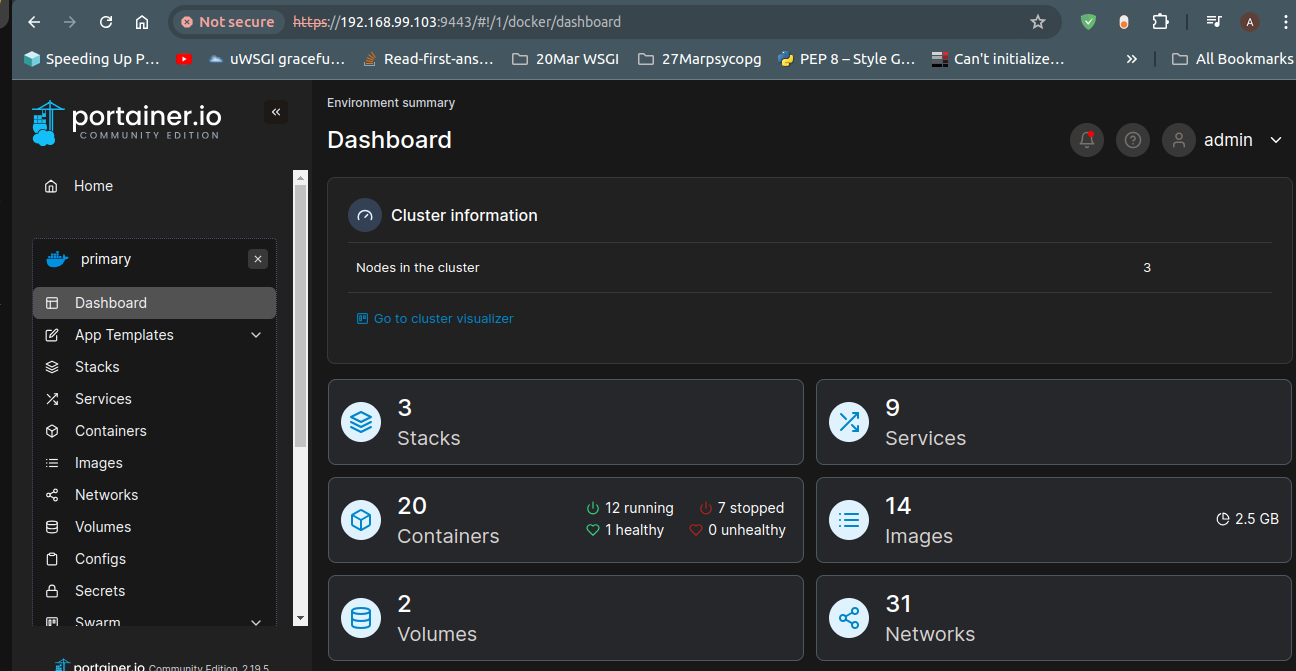 Not secure https://192.168.99.103:9443/#!/1/docker/dashboard A
Speeding Up P... uWSGI gracefu... Read-first-ans... 20Mar WSGI 27Marpsycopg PEP 8 – Style G... Can't initialize... » All Bookmarks
portainer.io
COMMUNITY EDITION
Home
primary
Dashboard
App Templates
Stacks
Services
Containers
Images
Networks
Volumes
Configs
Secrets
Swarm
portainer.io Community Edition 2.19.5
Environment summary
Dashboard
admin
Cluster information
Nodes in the cluster 3
Go to cluster visualizer
3
Stacks
9
Services
20
Containers
12 running 7 stopped
1 healthy 0 unhealthy
14
Images
2.5 GB
2
Volumes
31
Networks